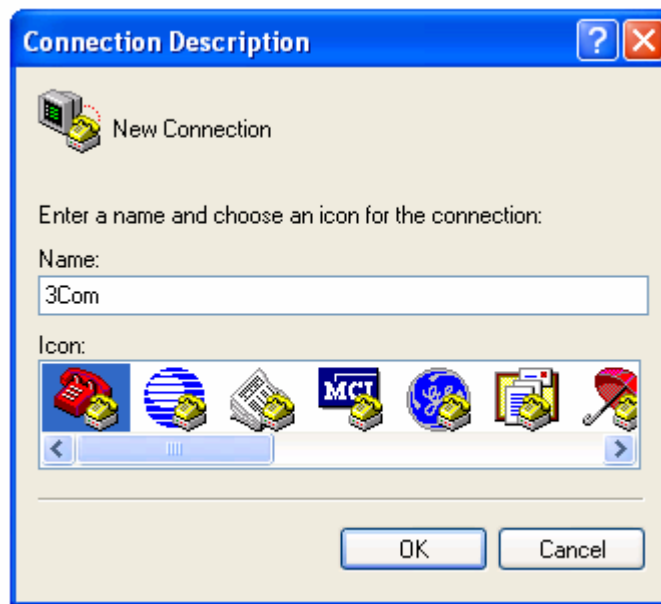 Connection Description
New Connection
Enter a name and choose an icon for the connection:
Name:
3Com
Icon:
MCI
OK
Cancel